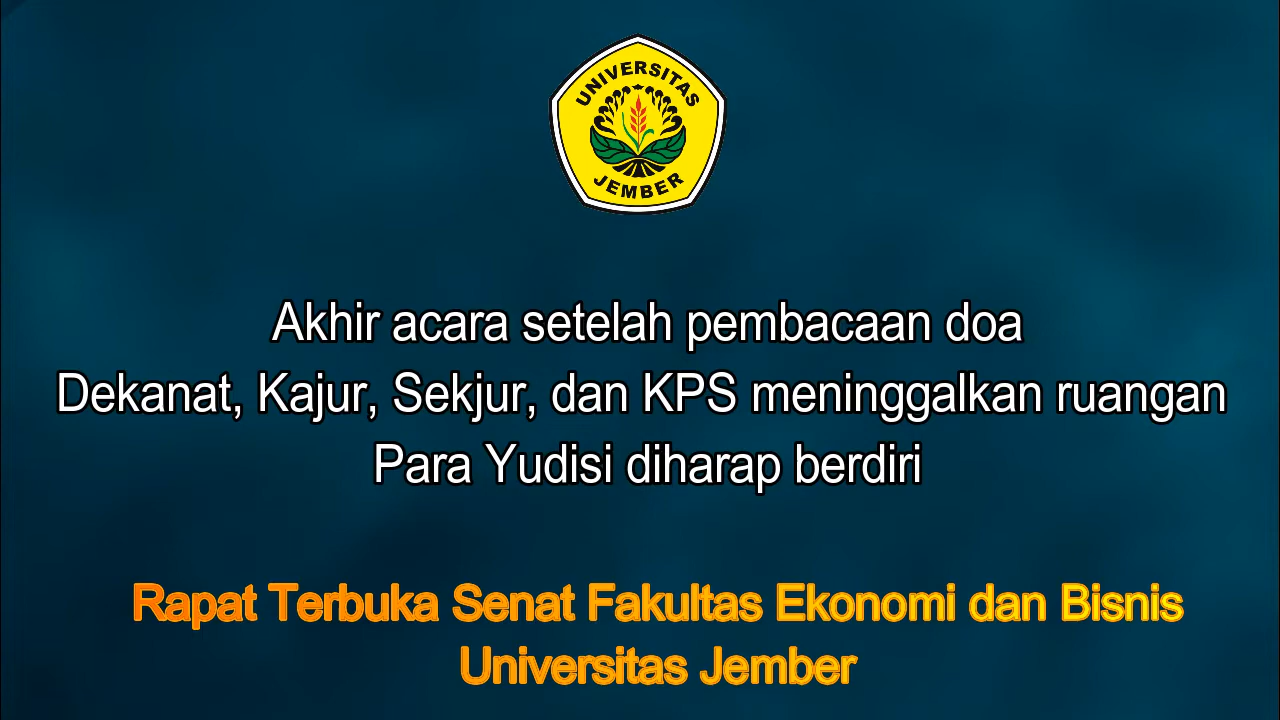 UNIVERSITAS
JEMBER
Akhir acara setelah pembacaan doa
Dekanat, Kajur, Sekjur, dan KPS meninggalkan ruangan
Para Yudisi diharap berdiri
Rapat Terbuka Senat Fakultas Ekonomi dan Bisnis
Universitas Jember